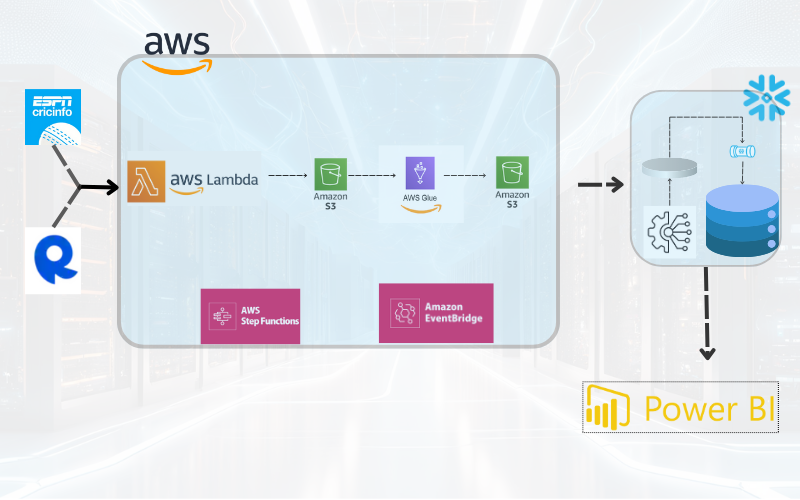 aws
ESPN
cricinfo
aws Lambda
Amazon
S3
AWS Glue
Amazon
S3
AWS
Step Functions
Amazon
EventBridge
Power BI